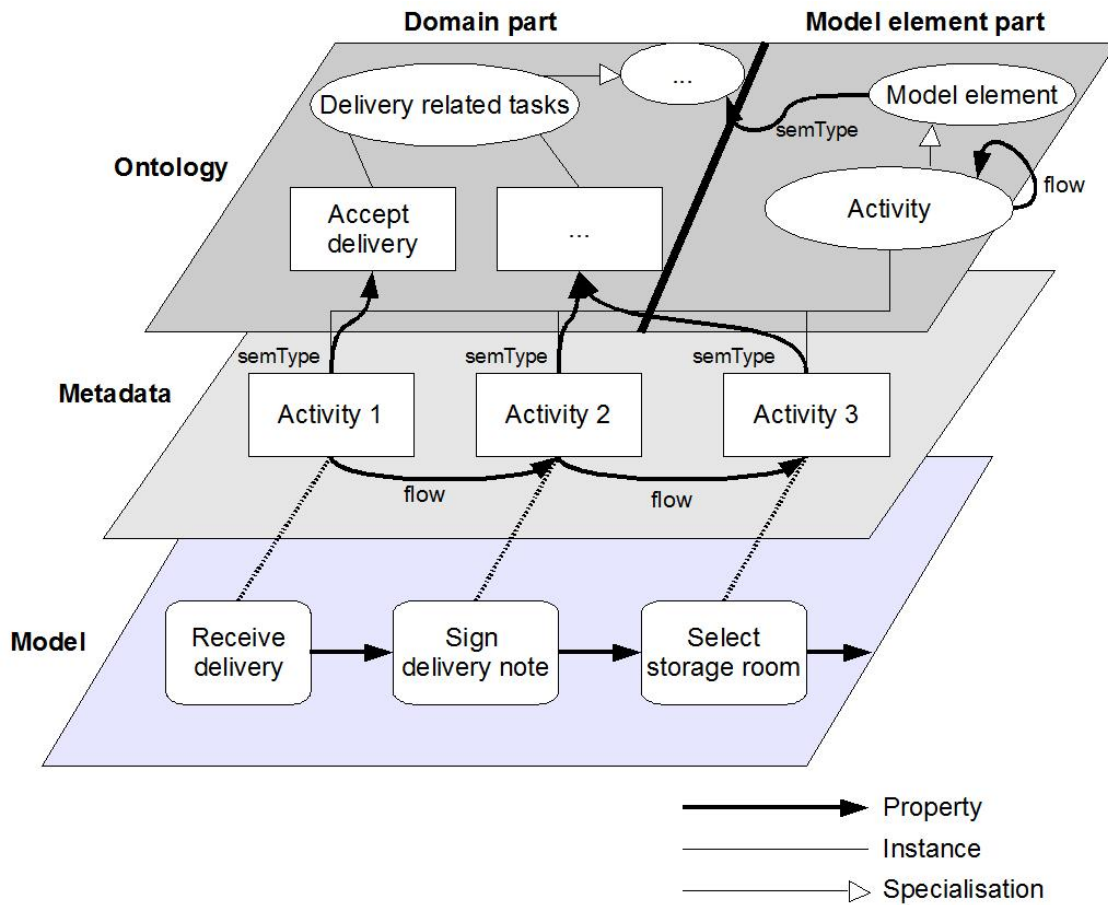 Domain part
Model element part
...
Delivery related tasks
Model element
semType
Ontology
flow
Accept
delivery
...
Activity
semType
semType
semType
Metadata
Activity 1
Activity 2
Activity 3
flow
flow
Model
Receive
delivery
Sign
delivery note
Select
storage room
Property
Instance
Specialisation